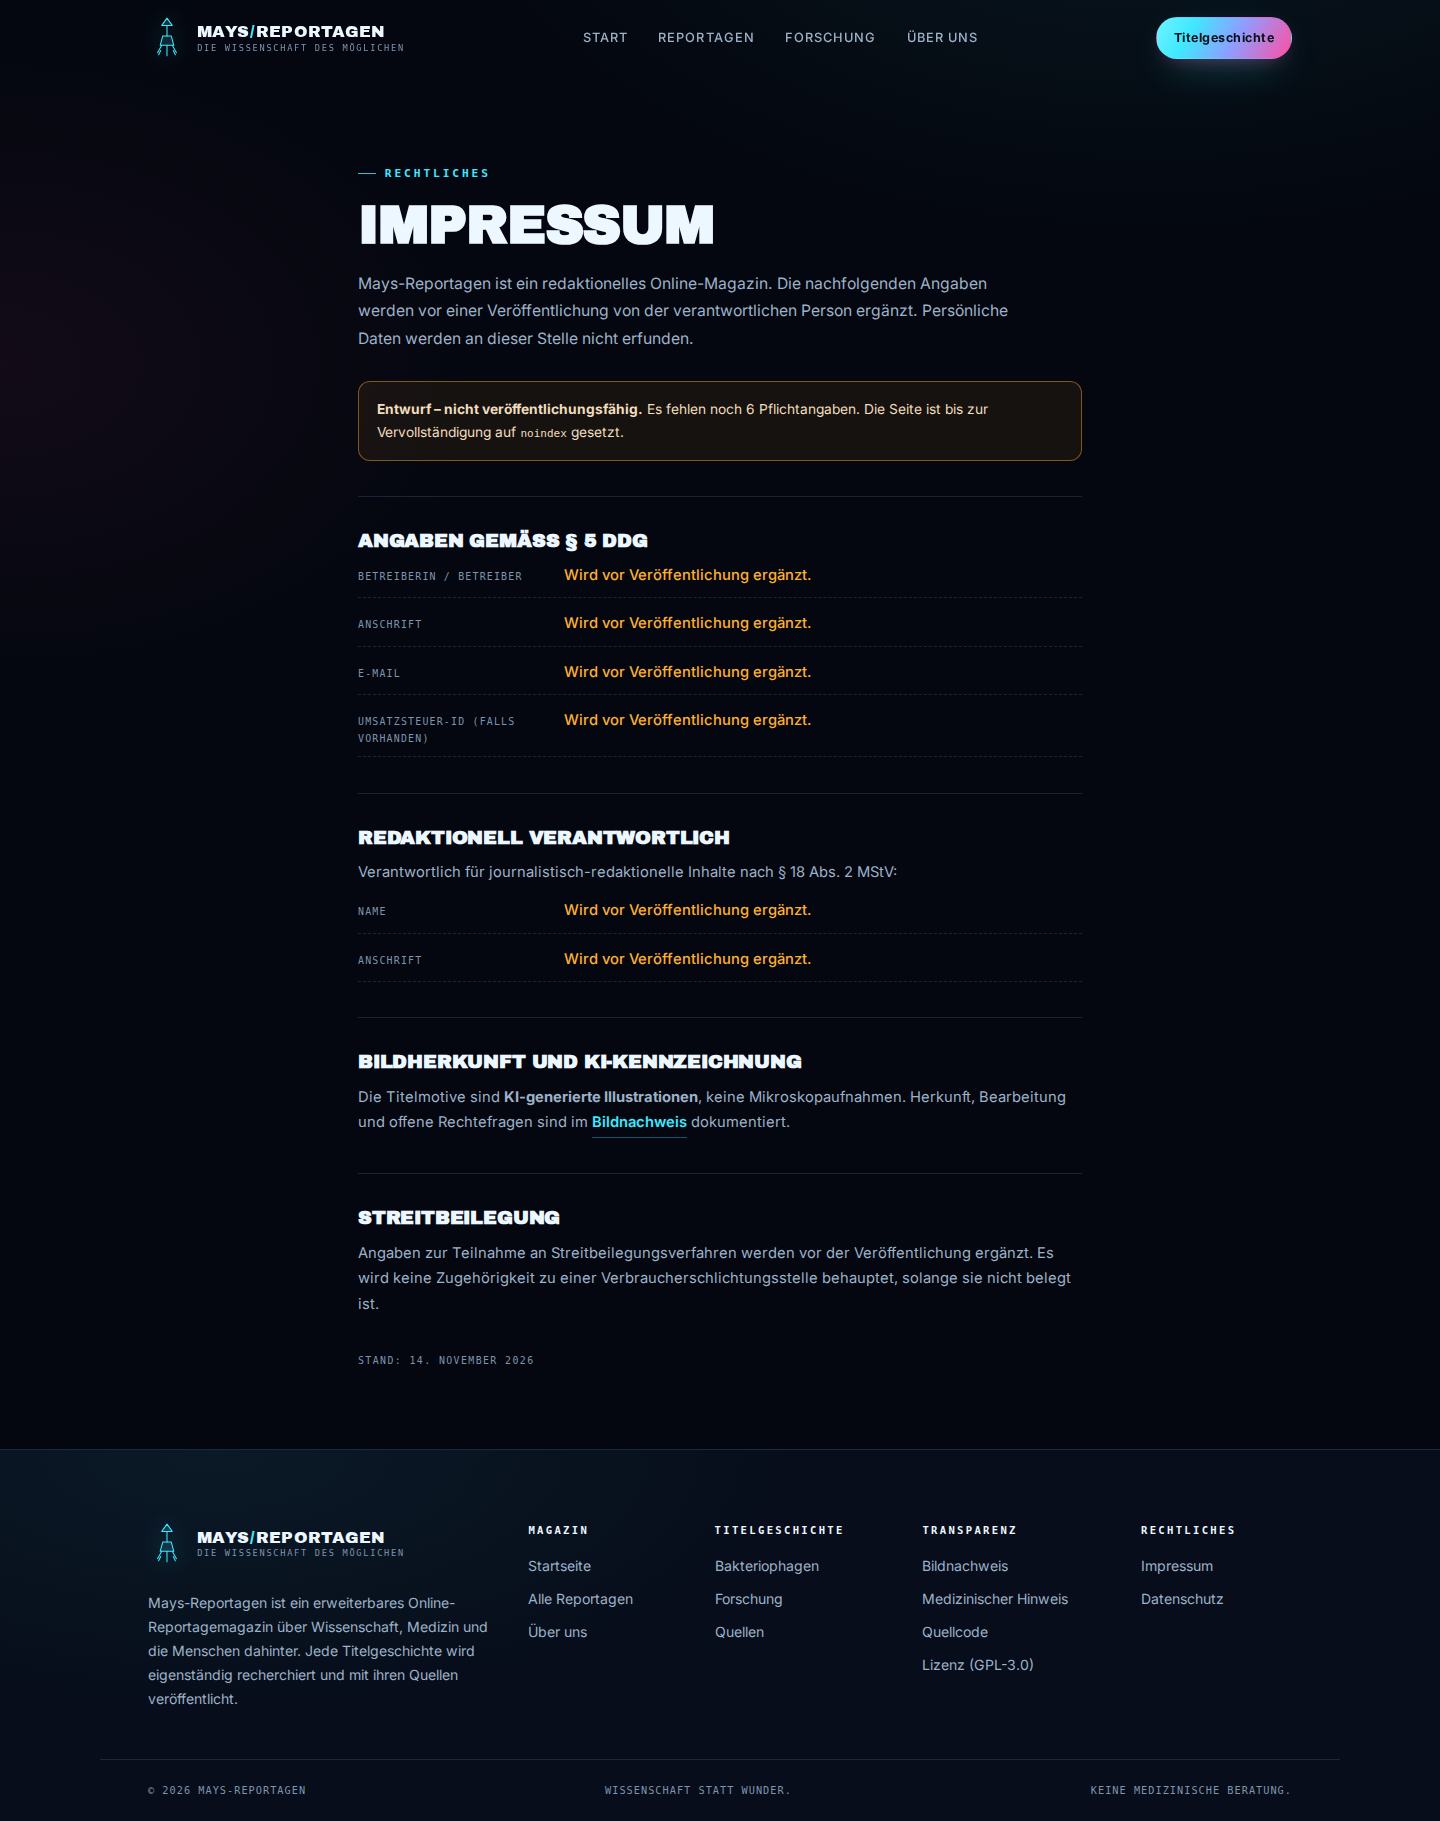 MAYS/REPORTAGEN
DIE WISSENSCHAFT DES MÖGLICHEN
START
REPORTAGEN
FORSCHUNG
ÜBER UNS
Titelgeschichte
RECHTLICHES
IMPRESSUM
Mays-Reportagen ist ein redaktionelles Online-Magazin. Die nachfolgenden Angaben
werden vor einer Veröffentlichung von der verantwortlichen Person ergänzt. Persönliche
Daten werden an dieser Stelle nicht erfunden.
Entwurf – nicht veröffentlichungsfähig. Es fehlen noch 6 Pflichtangaben. Die Seite ist bis zur
Vervollständigung auf noindex gesetzt.
ANGABEN GEMÄSS § 5 DDG
BETREIBERIN / BETREIBER
Wird vor Veröffentlichung ergänzt.
ANSCHRIFT
Wird vor Veröffentlichung ergänzt.
E-MAIL
Wird vor Veröffentlichung ergänzt.
UMSATZSTEUER-ID (FALLS
VORHANDEN)
Wird vor Veröffentlichung ergänzt.
REDAKTIONELL VERANTWORTLICH
Verantwortlich für journalistisch-redaktionelle Inhalte nach § 18 Abs. 2 MStV:
NAME
Wird vor Veröffentlichung ergänzt.
ANSCHRIFT
Wird vor Veröffentlichung ergänzt.
BILDHERKUNFT UND KI-KENNZEICHNUNG
Die Titelmotive sind KI-generierte Illustrationen, keine Mikroskopaufnahmen. Herkunft, Bearbeitung
und offene Rechtefragen sind im Bildnachweis dokumentiert.
STREITBEILEGUNG
Angaben zur Teilnahme an Streitbeilegungsverfahren werden vor der Veröffentlichung ergänzt. Es
wird keine Zugehörigkeit zu einer Verbraucherschlichtungsstelle behauptet, solange sie nicht belegt
ist.
STAND: 14. NOVEMBER 2026
MAYS/REPORTAGEN
DIE WISSENSCHAFT DES MÖGLICHEN
Mays-Reportagen ist ein erweiterbares Online-
Reportagemagazin über Wissenschaft, Medizin und
die Menschen dahinter. Jede Titelgeschichte wird
eigenständig recherchiert und mit ihren Quellen
veröffentlicht.
MAGAZIN
Startseite
Alle Reportagen
Über uns
TITELGESCHICHTE
Bakteriophagen
Forschung
Quellen
TRANSPARENZ
Bildnachweis
Medizinischer Hinweis
Quellcode
Lizenz (GPL-3.0)
RECHTLICHES
Impressum
Datenschutz
© 2026 MAYS-REPORTAGEN
WISSENSCHAFT STATT WUNDER.
KEINE MEDIZINISCHE BERATUNG.